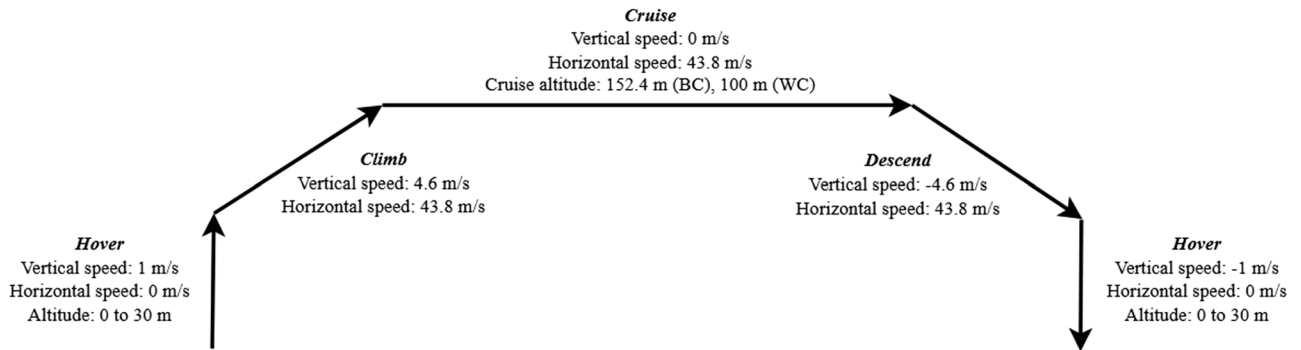 Cruise
Vertical speed: 0 m/s
Horizontal speed: 43.8 m/s
Cruise altitude: 152.4 m (BC), 100 m (WC)
Climb
Vertical speed: 4.6 m/s
Horizontal speed: 43.8 m/s
Descend
Vertical speed: -4.6 m/s
Horizontal speed: 43.8 m/s
Hover
Vertical speed: 1 m/s
Horizontal speed: 0 m/s
Altitude: 0 to 30 m
Hover
Vertical speed: -1 m/s
Horizontal speed: 0 m/s
Altitude: 0 to 30 m